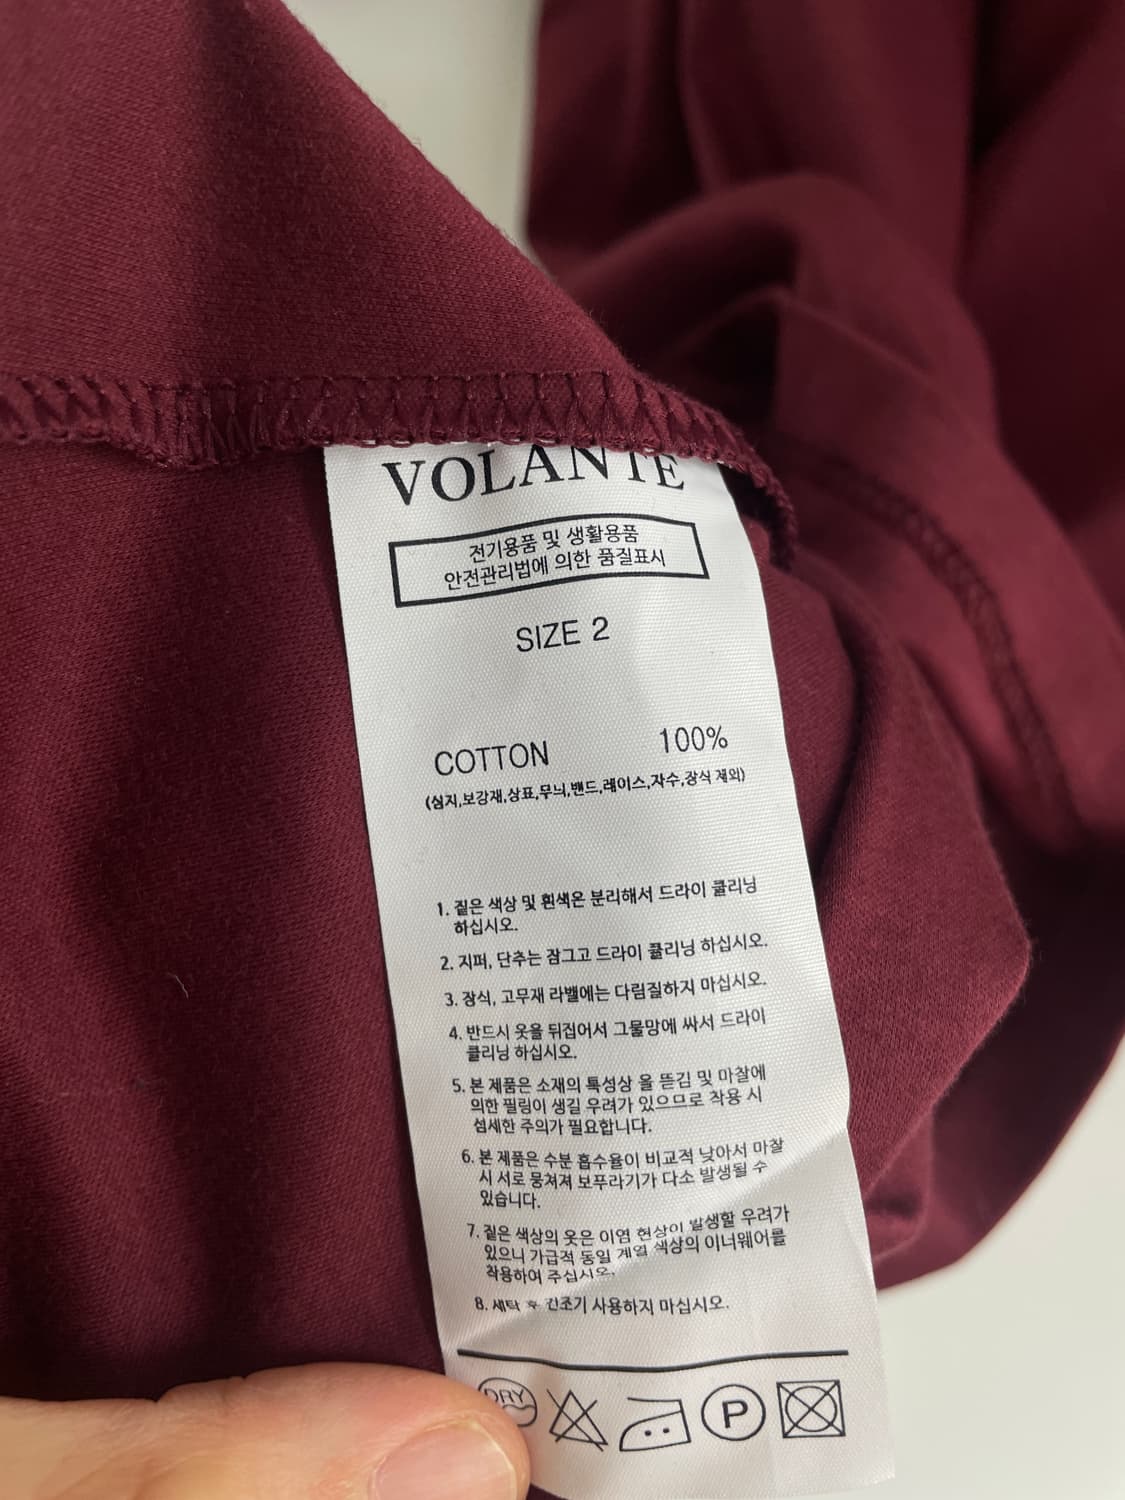 VOLANTE
전기용품 및 생활용품
안전관리법에 의한 품질표시
SIZE 2
COTTON 100%
(심지,보강재,상표,무늬,밴드,레이스,자수,장식 제외)
1. 짙은 색상 및 흰색은 분리해서 드라이 클리닝
하십시오.
2. 지퍼, 단추는 잠그고 드라이 클리닝 하십시오.
3. 장식, 고무재 라벨에는 다림질하지 마십시오.
4. 반드시 옷을 뒤집어서 그물망에 싸서 드라이
클리닝 하십시오.
5. 본 제품은 소재의 특성상 올 뜯김 및 마찰에
의한 필링이 생길 우려가 있으므로 착용 시
섬세한 주의가 필요합니다.
6. 본 제품은 수분 흡수율이 비교적 낮아서 마찰
시 서로 뭉쳐져 보푸라기가 다소 발생될 수
있습니다.
7. 짙은 색상의 옷은 이염 현상이 발생할 우려가
있으니 가급적 동일 계열 색상의 이너웨어를
착용하여 주십시오.
8. 세탁 후 건조기 사용하지 마십시오.
DRY P